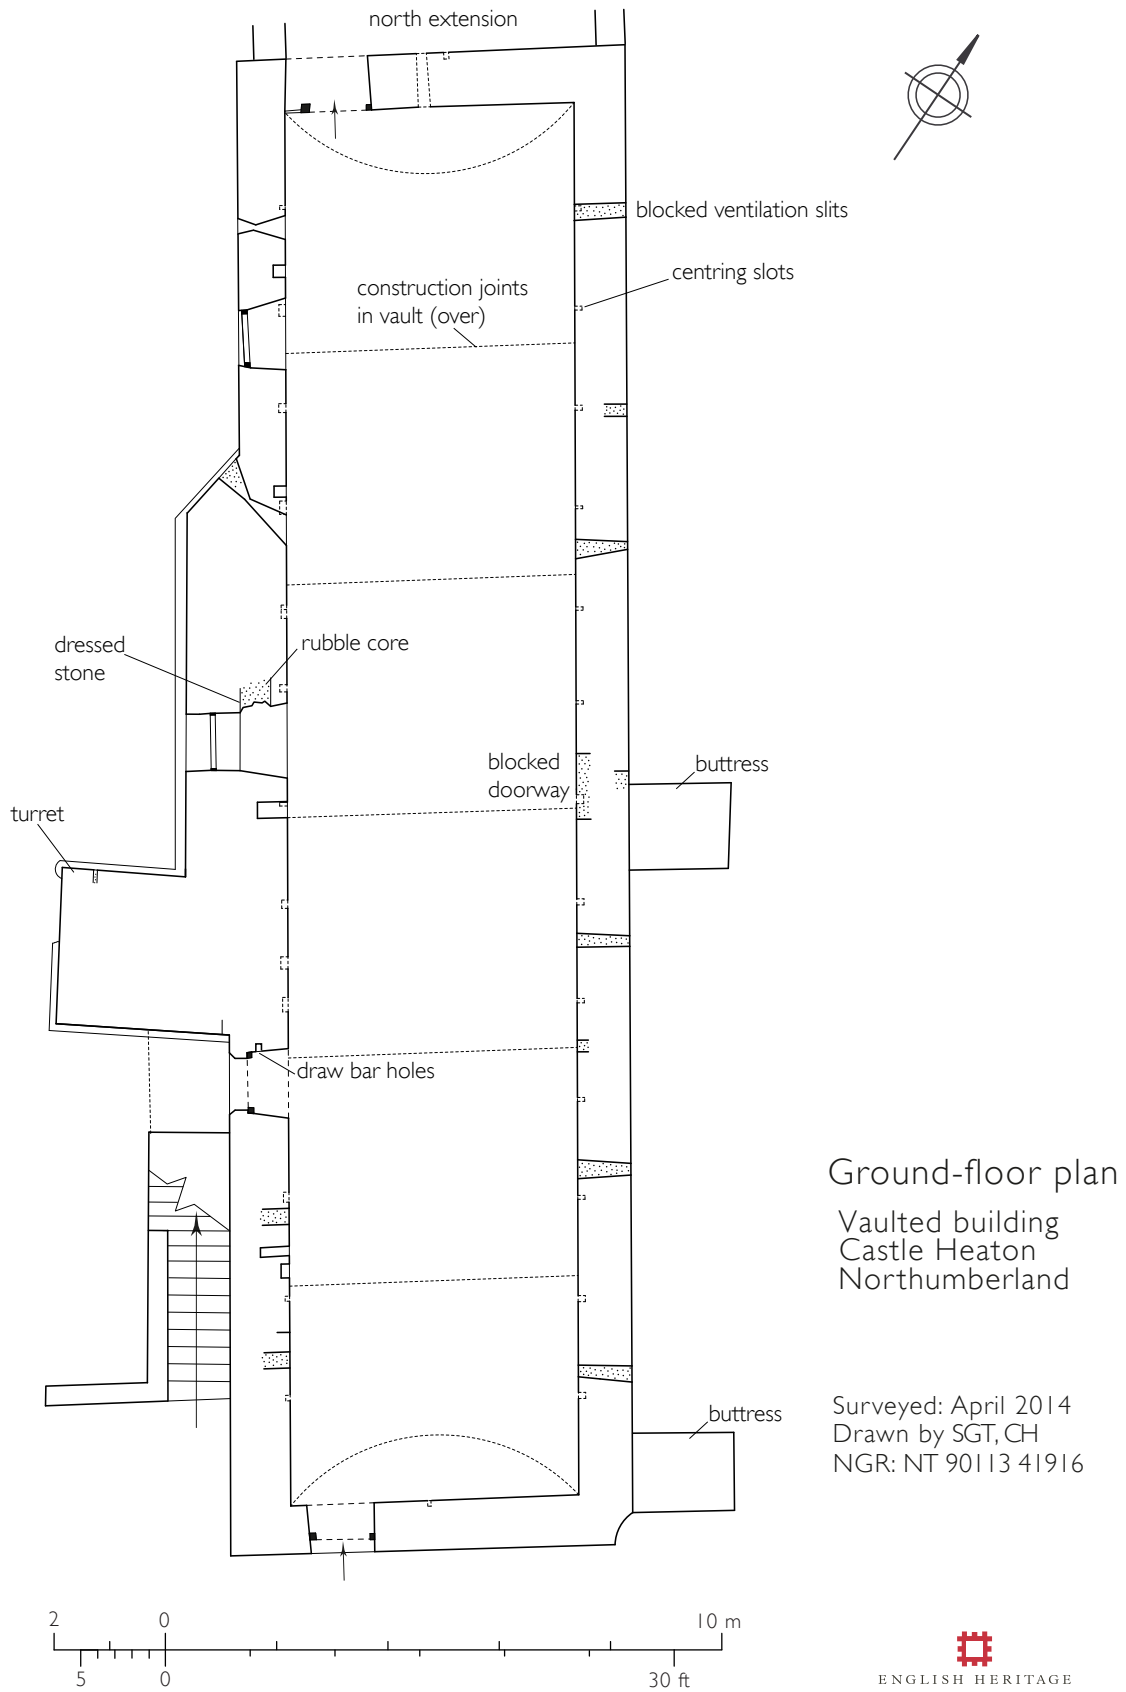 north extension
blocked ventilation slits
centring slots
construction joints
in vault (over)
dressed
stone
rubble core
blocked
doorway
buttress
turret
draw bar holes
Ground-floor plan
Vaulted building
Castle Heaton
Northumberland
Surveyed: April 2014
Drawn by SGT, CH
NGR: NT 90113 41916
buttress
2 0 10 m
5 0 30 ft
ENGLISH HERITAGE